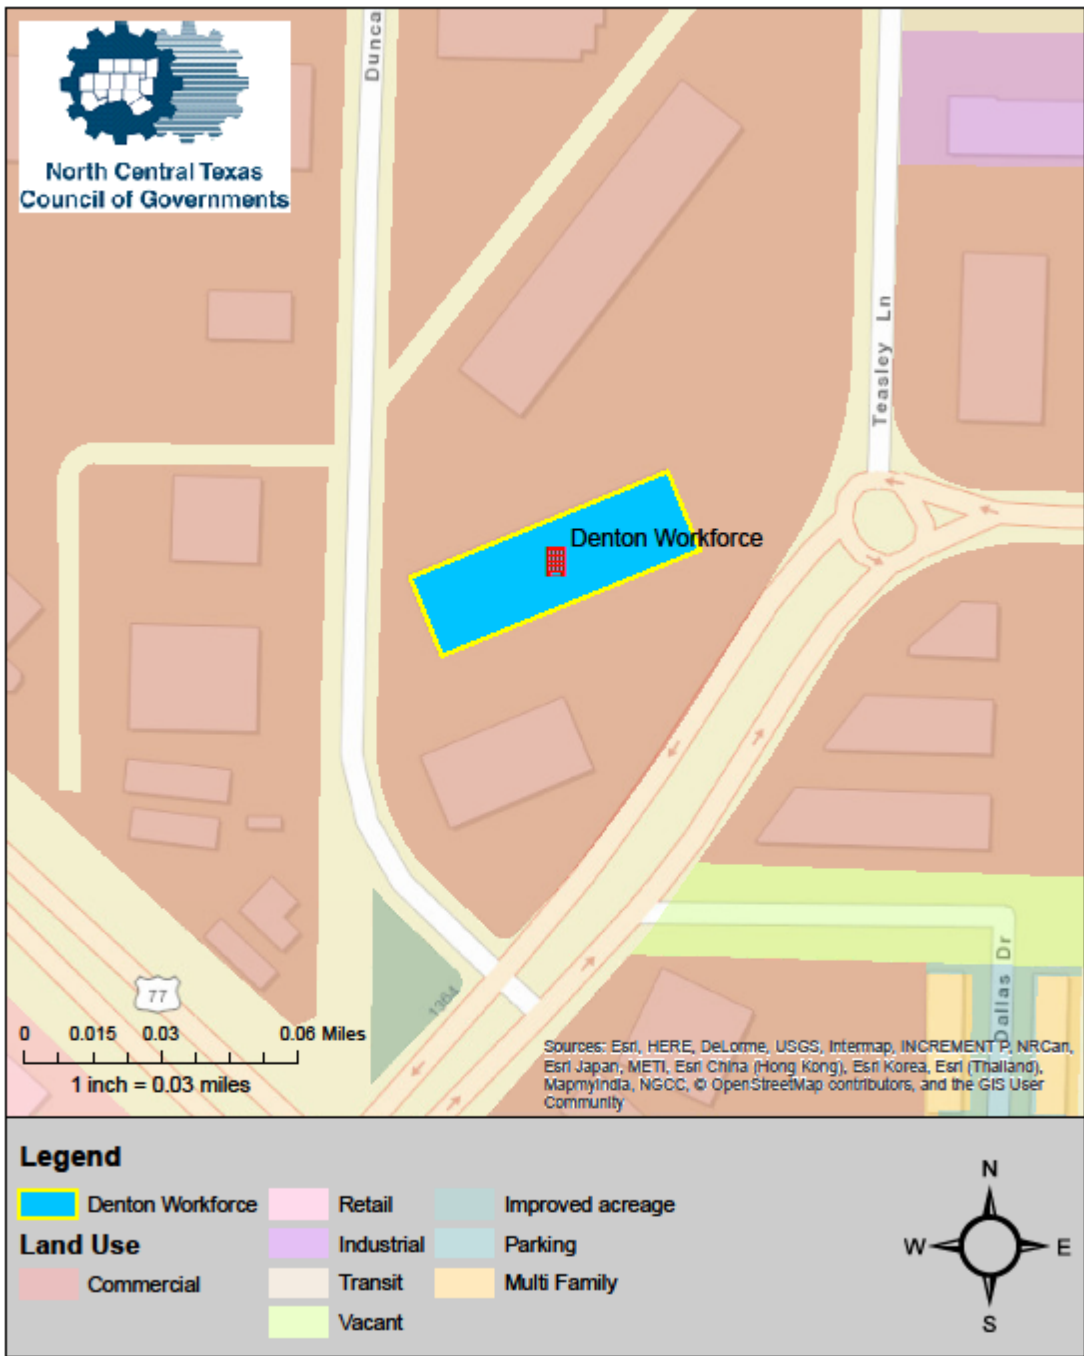 North Central Texas
Council of Governments
Dunca
Teasley Ln
Denton Workforce
77
1364
Dallas Dr
0 0.015 0.03 0.06 Miles
1 inch = 0.03 miles
Sources: Esri, HERE, DeLorme, USGS, Intermap, INCREMENT P, NRCan,
Esri Japan, METI, Esri China (Hong Kong), Esri Korea, Esri (Thailand),
MapmyIndia, NGCC, © OpenStreetMap contributors, and the GIS User
Community
Legend
Denton Workforce
Land Use
Commercial
Retail
Industrial
Transit
Vacant
Improved acreage
Parking
Multi Family
N
W E
S